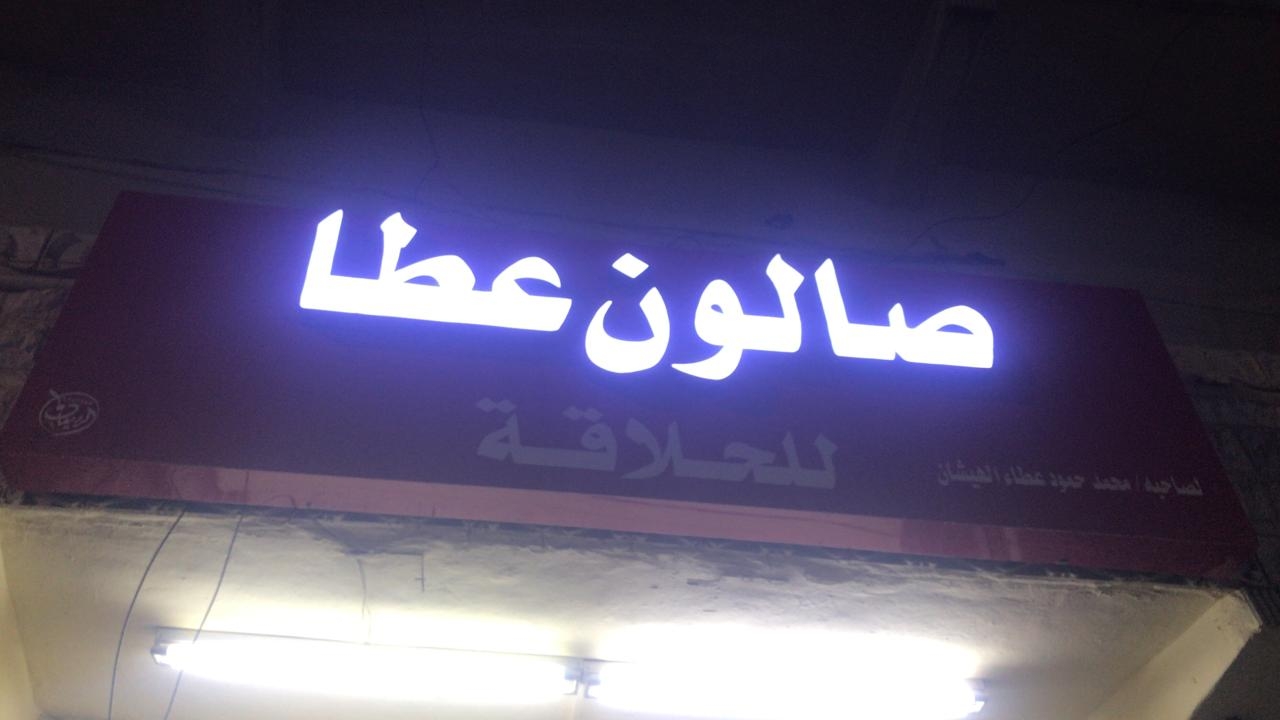 صالون عطا
للحلاقة
لصاحبه / محمد حمود عطاء الهيشان